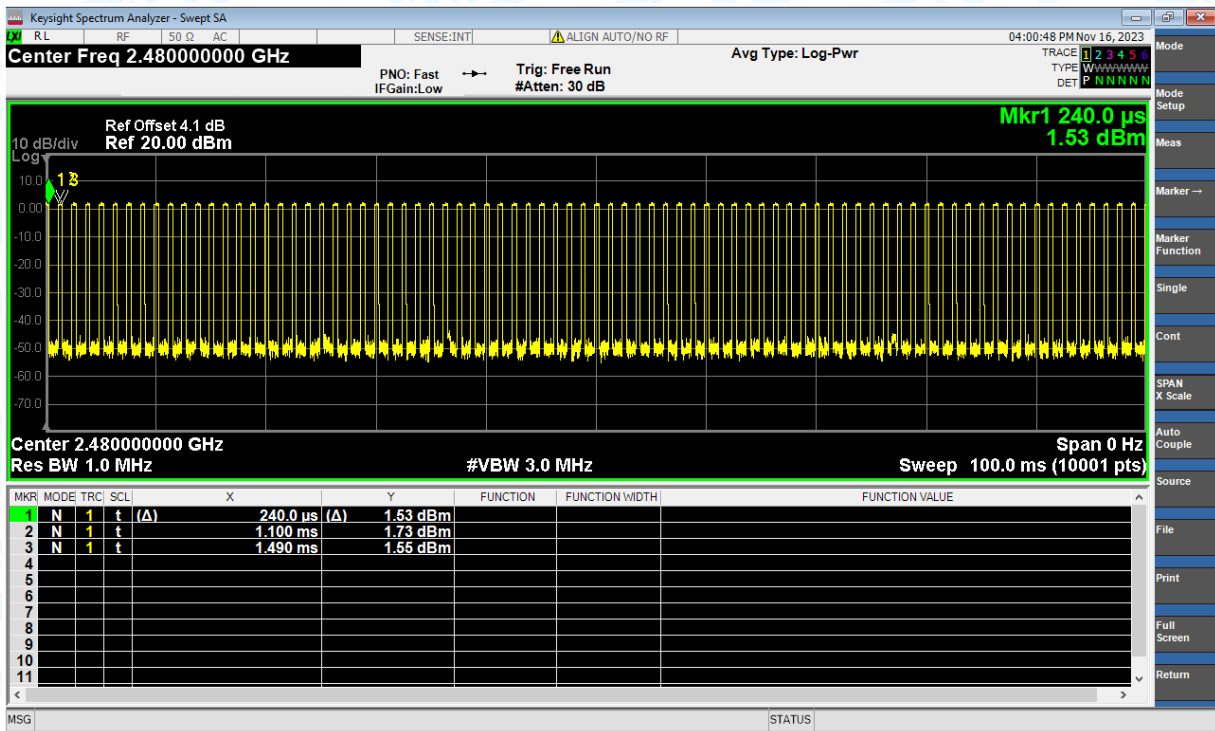 Keysight Spectrum Analyzer - Swept SA
LXI RL RF 50 Ω AC SENSE:INT ALIGN AUTO/NO RF 04:00:48 PM Nov 16, 2023
Center Freq 2.480000000 GHz
PNO: Fast
IFGain:Low
Trig: Free Run
#Atten: 30 dB
Avg Type: Log-Pwr
TRACE 1 2 3 4 5 6
TYPE WWWWWW
DET P N N N N N
10 dB/div
Log
Ref Offset 4.1 dB
Ref 20.00 dBm
Mkr1 240.0 µs
1.53 dBm
10.0
0.00
-10.0
-20.0
-30.0
-40.0
-50.0
-60.0
-70.0
Center 2.480000000 GHz Span 0 Hz
Res BW 1.0 MHz #VBW 3.0 MHz Sweep 100.0 ms (10001 pts)
MKR MODE TRC SCL X Y FUNCTION FUNCTION WIDTH FUNCTION VALUE
1 N 1 t (Δ) 240.0 µs (Δ) 1.53 dBm
2 N 1 t 1.100 ms 1.73 dBm
3 N 1 t 1.490 ms 1.55 dBm
4
5
6
7
8
9
10
11
MSG STATUS
Mode
Mode
Setup
Meas
Marker →
Marker
Function
Single
Cont
SPAN
X Scale
Auto
Couple
Source
File
Print
Full
Screen
Return